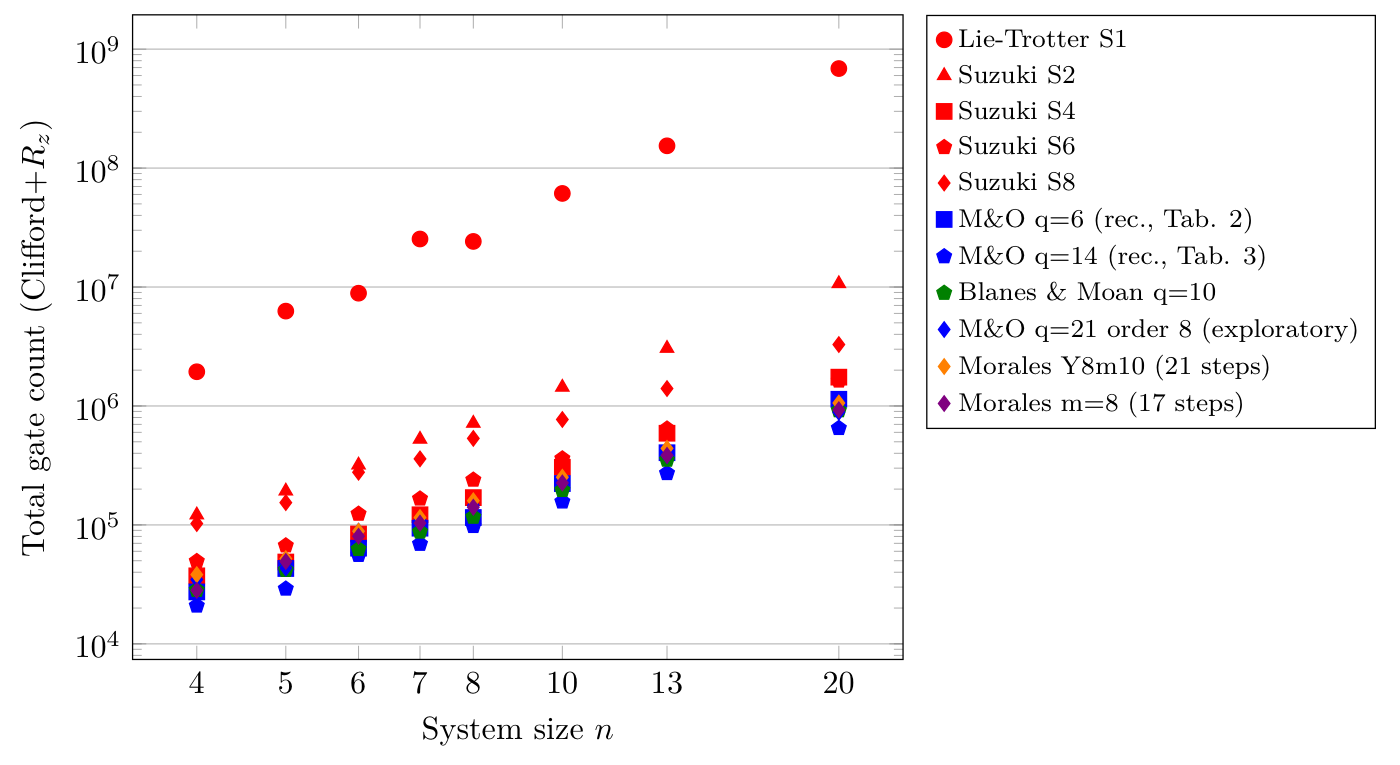 Total gate count (Clifford+R_z)
10^9
10^8
10^7
10^6
10^5
10^4
4 5 6 7 8 10 13 20
System size n
Lie-Trotter S1
Suzuki S2
Suzuki S4
Suzuki S6
Suzuki S8
M&O q=6 (rec., Tab. 2)
M&O q=14 (rec., Tab. 3)
Blanes & Moan q=10
M&O q=21 order 8 (exploratory)
Morales Y8m10 (21 steps)
Morales m=8 (17 steps)